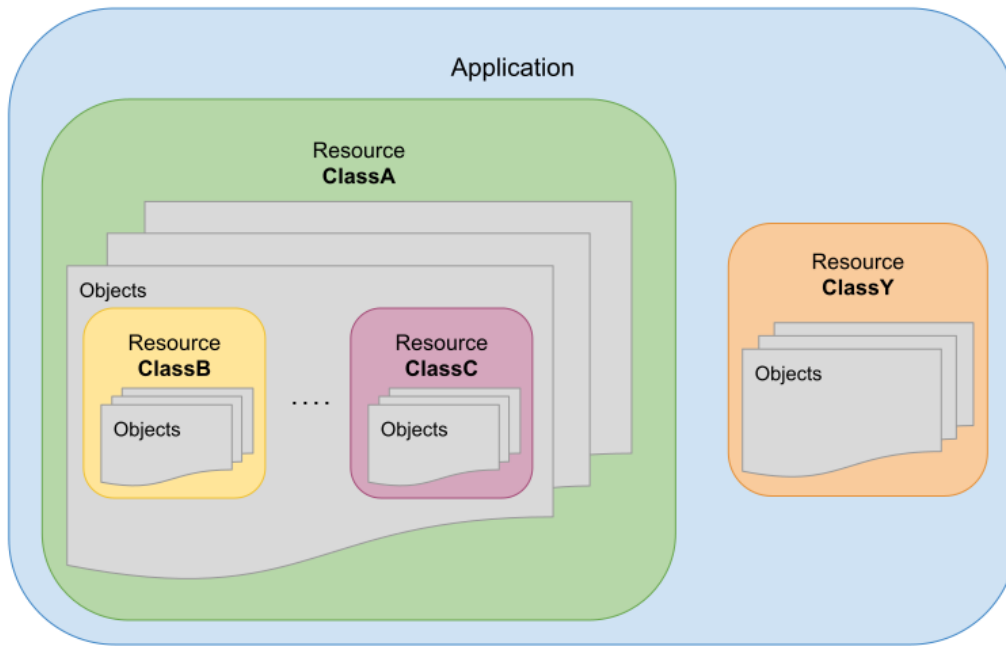 Application
Resource
ClassA
Objects
Resource
ClassB
Objects
....
Resource
ClassC
Objects
Resource
ClassY
Objects